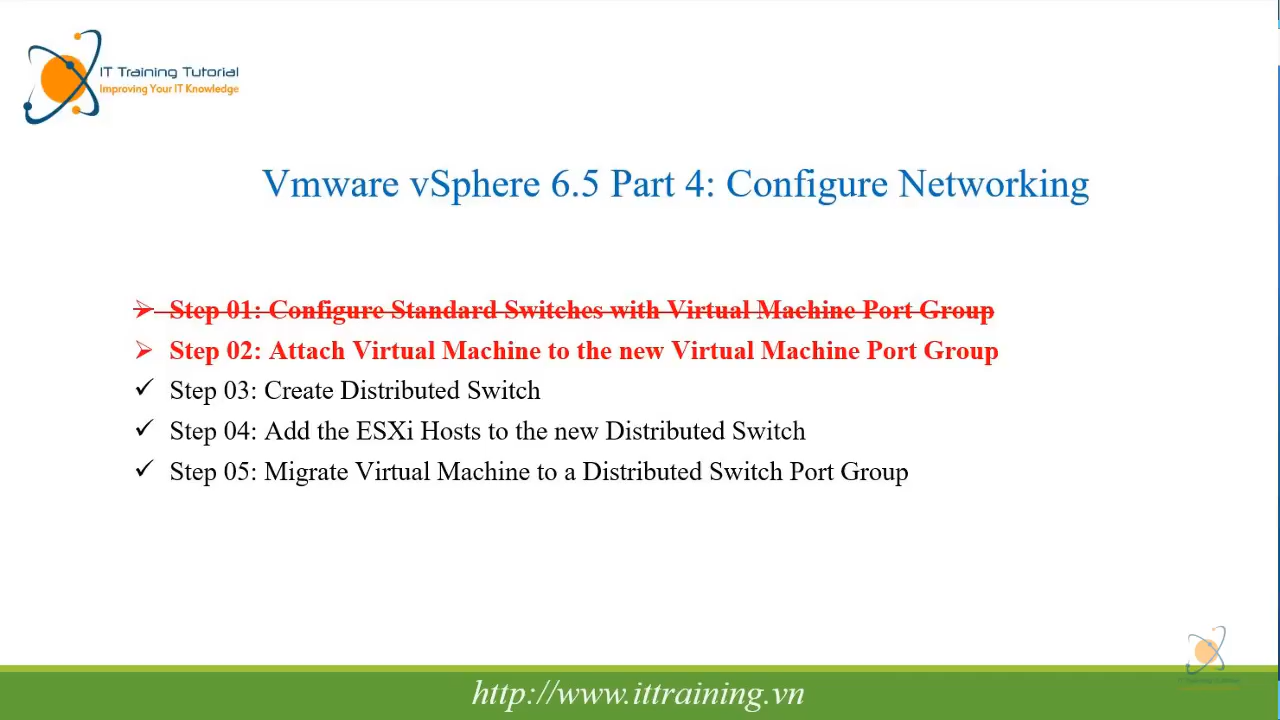 IT Training Tutorial
Improving Your IT Knowledge
Vmware vSphere 6.5 Part 4: Configure Networking
Step 01: Configure Standard Switches with Virtual Machine Port Group
Step 02: Attach Virtual Machine to the new Virtual Machine Port Group
Step 03: Create Distributed Switch
Step 04: Add the ESXi Hosts to the new Distributed Switch
Step 05: Migrate Virtual Machine to a Distributed Switch Port Group
IT Training Tutorial
http://www.ittraining.vn